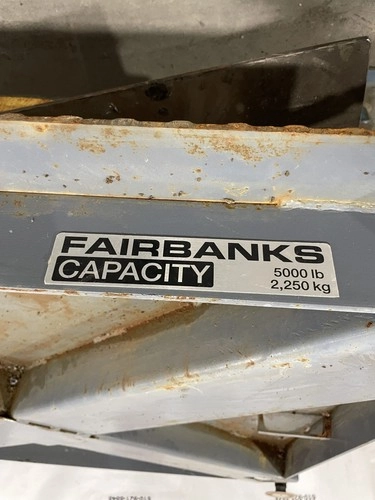 FAIRBANKS
CAPACITY
5000 lb
2,250 kg